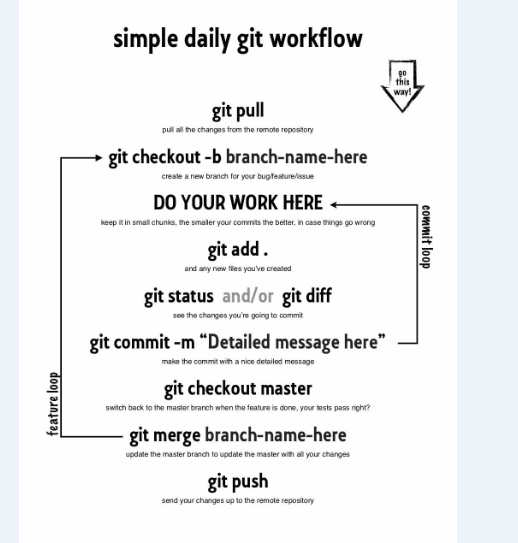 simple daily git workflow
go
this
way!
git pull
pull all the changes from the remote repository
git checkout -b branch-name-here
create a new branch for your bug/feature/issue
DO YOUR WORK HERE
keep it in small chunks, the smaller your commits the better, in case things go wrong
commit loop
git add .
and any new files you've created
git status and/or git diff
see the changes you're going to commit
git commit -m “Detailed message here”
make the commit with a nice detailed message
git checkout master
switch back to the master branch when the feature is done, your tests pass right?
feature loop
git merge branch-name-here
update the master branch to update the master with all your changes
git push
send your changes up to the remote repository